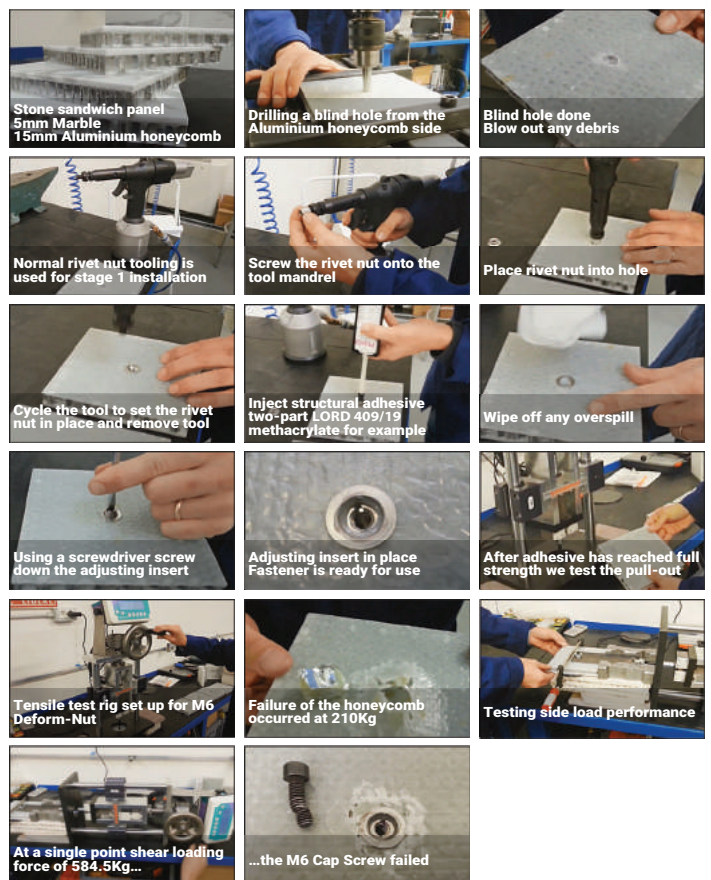 Stone sandwich panel
5mm Marble
15mm Aluminium honeycomb
Drilling a blind hole from the
Aluminium honeycomb side
Blind hole done
Blow out any debris
Normal rivet nut tooling is
used for stage 1 installation
Screw the rivet nut onto the
tool mandrel
Place rivet nut into hole
Cycle the tool to set the rivet
nut in place and remove tool
Inject structural adhesive
two-part LORD 409/19
methacrylate for example
Wipe off any overspill
Using a screwdriver screw
down the adjusting insert
Adjusting insert in place
Fastener is ready for use
After adhesive has reached full
strength we test the pull-out
Tensile test rig set up for M6
Deform-Nut
Failure of the honeycomb
occurred at 210Kg
Testing side load performance
At a single point shear loading
force of 584.5Kg...
...the M6 Cap Screw failed